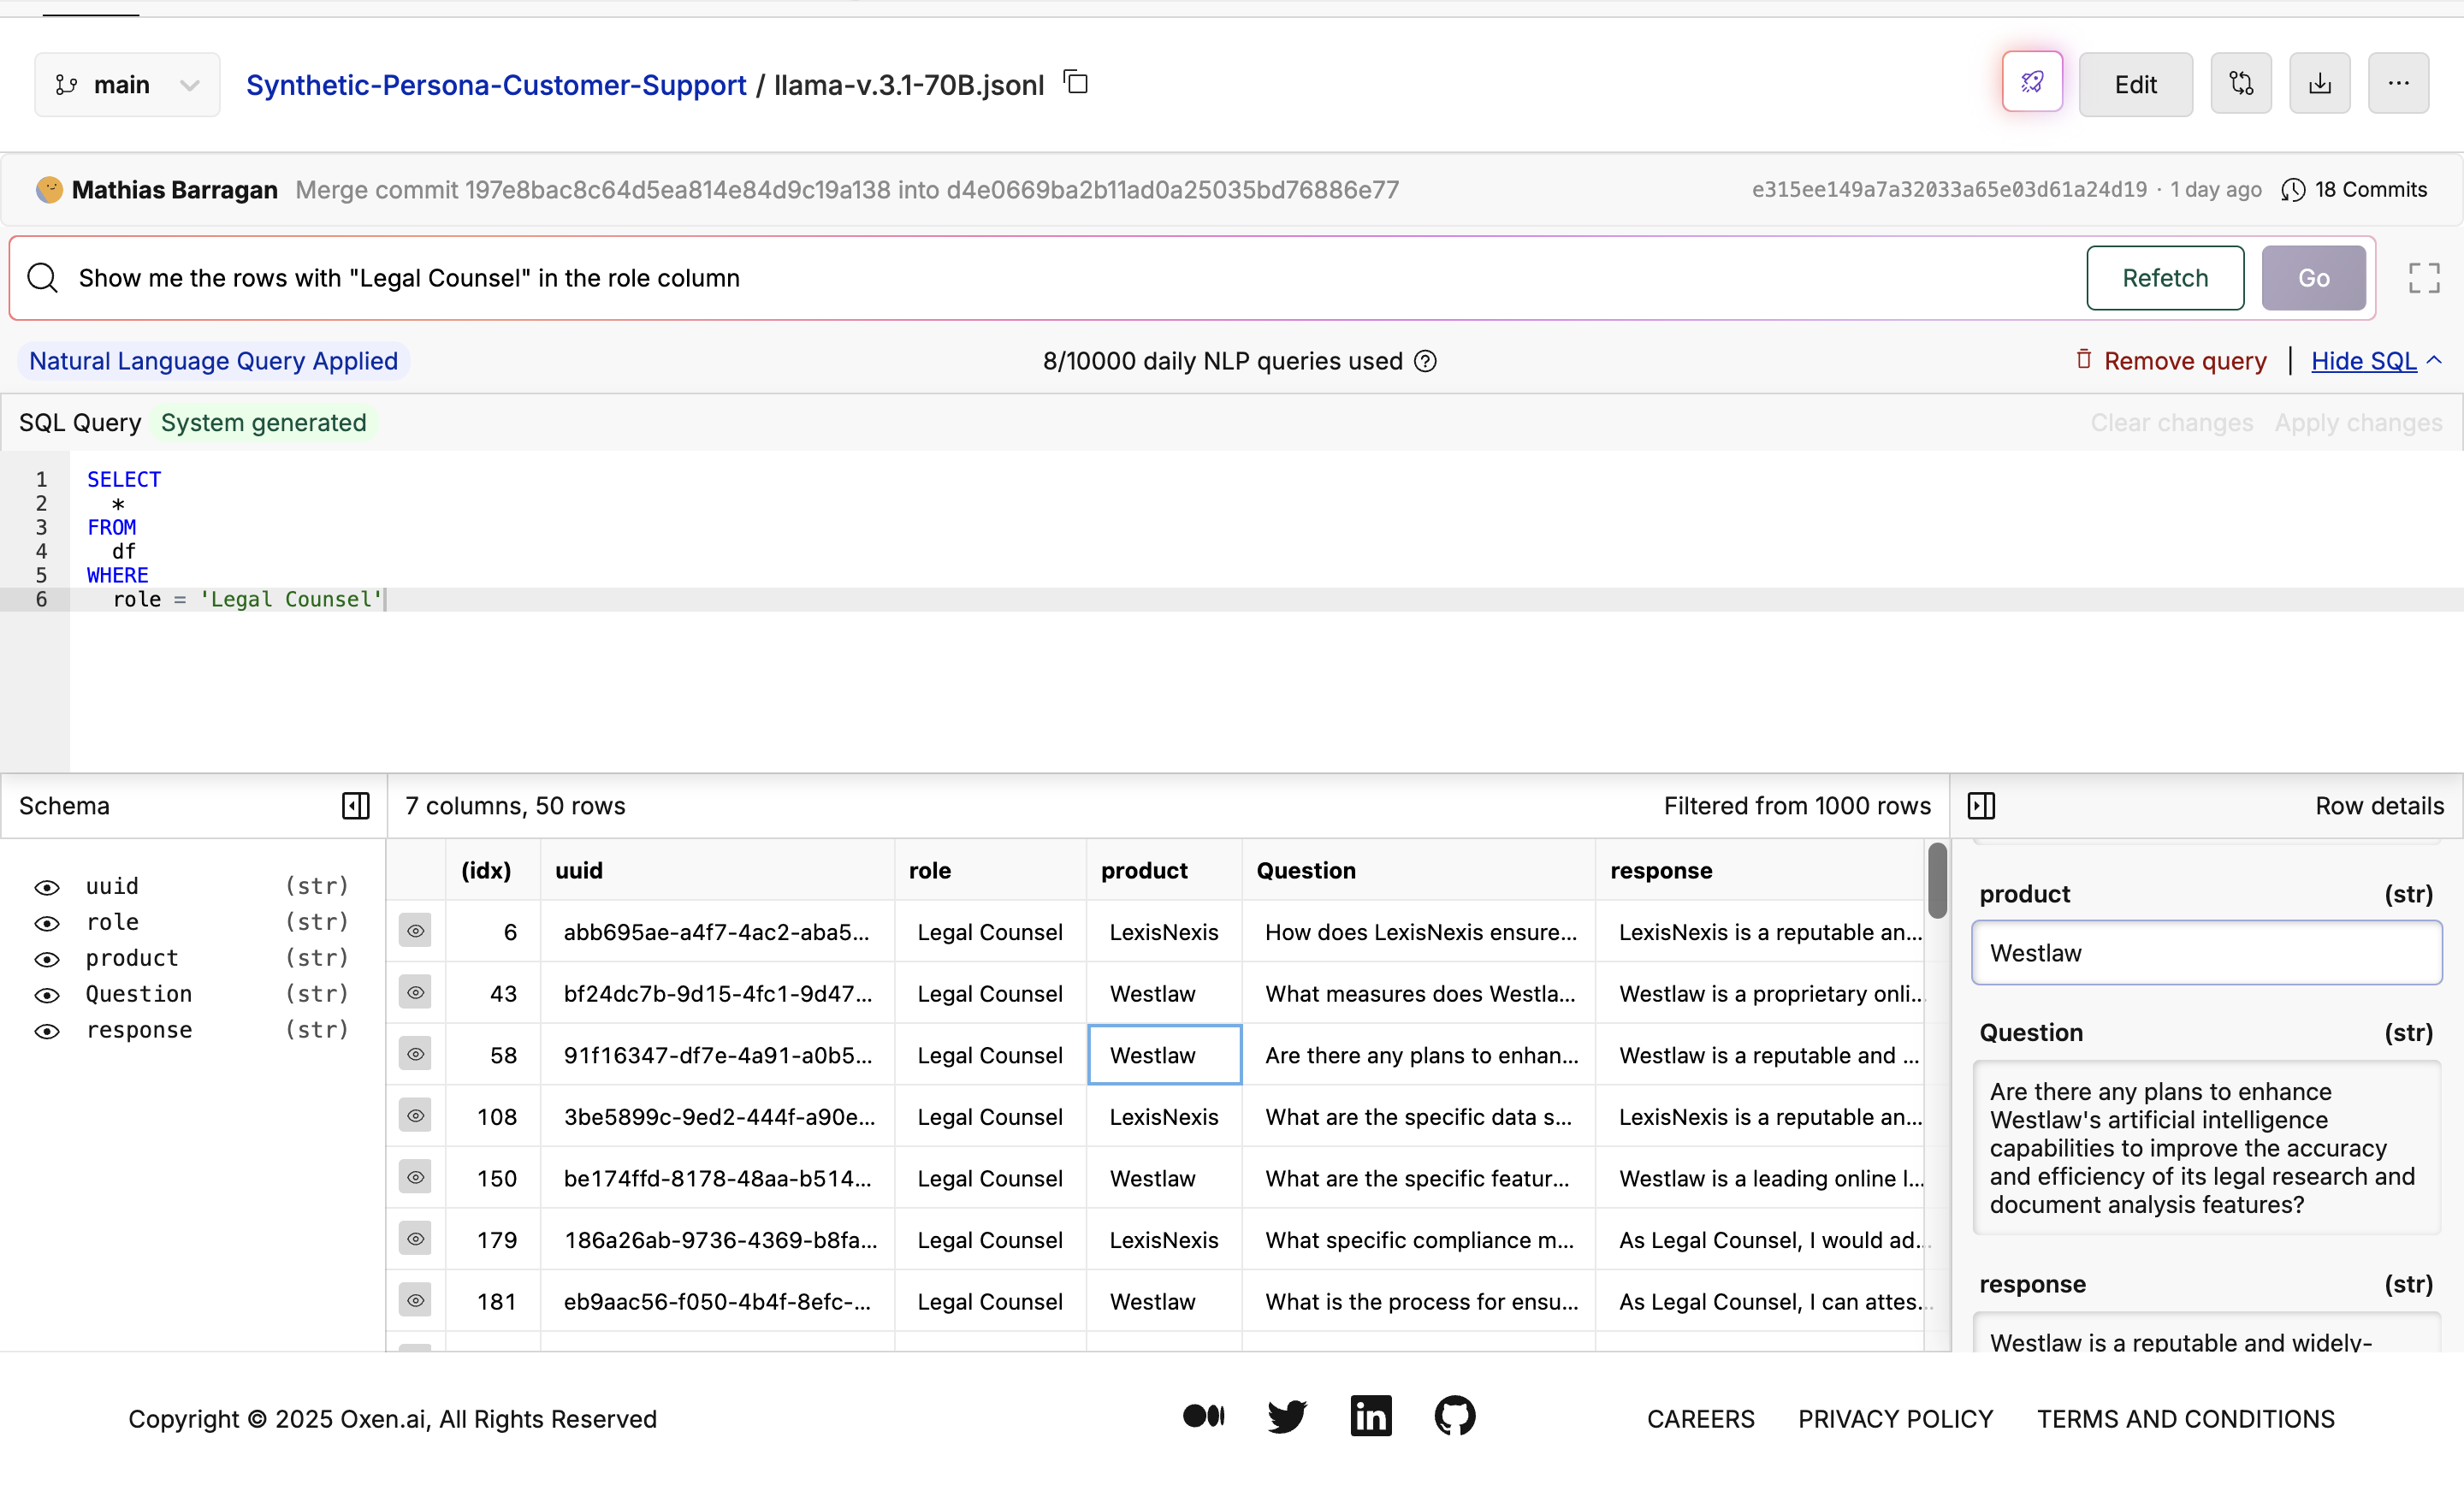 main
Synthetic-Persona-Customer-Support / llama-v.3.1-70B.jsonl
Edit
Mathias Barragan Merge commit 197e8bac8c64d5ea814e84d9c19a138 into d4e0669ba2b11ad0a25035bd76886e77
e315ee149a7a32033a65e03d61a24d19 · 1 day ago 18 Commits
Show me the rows with "Legal Counsel" in the role column
Refetch
Go
Natural Language Query Applied
8/10000 daily NLP queries used
Remove query | Hide SQL
SQL Query System generated
Clear changes Apply changes
1 SELECT
2 *
3 FROM
4 df
5 WHERE
6 role = 'Legal Counsel'
Schema
7 columns, 50 rows
Filtered from 1000 rows
Row details
uuid (str)
role (str)
product (str)
Question (str)
response (str)
(idx) uuid role product Question response
6 abb695ae-a4f7-4ac2-aba5... Legal Counsel LexisNexis How does LexisNexis ensure... LexisNexis is a reputable an...
43 bf24dc7b-9d15-4fc1-9d47... Legal Counsel Westlaw What measures does Westla... Westlaw is a proprietary onli...
58 91f16347-df7e-4a91-a0b5... Legal Counsel Westlaw Are there any plans to enhan... Westlaw is a reputable and ...
108 3be5899c-9ed2-444f-a90e... Legal Counsel LexisNexis What are the specific data s... LexisNexis is a reputable an...
150 be174ffd-8178-48aa-b514... Legal Counsel Westlaw What are the specific featur... Westlaw is a leading online l...
179 186a26ab-9736-4369-b8fa... Legal Counsel LexisNexis What specific compliance m... As Legal Counsel, I would ad...
181 eb9aac56-f050-4b4f-8efc-... Legal Counsel Westlaw What is the process for ensu... As Legal Counsel, I can attes...
product (str)
Westlaw
Question (str)
Are there any plans to enhance
Westlaw's artificial intelligence
capabilities to improve the accuracy
and efficiency of its legal research and
document analysis features?
response (str)
Westlaw is a reputable and widely-
Copyright © 2025 Oxen.ai, All Rights Reserved
in
CAREERS
PRIVACY POLICY
TERMS AND CONDITIONS